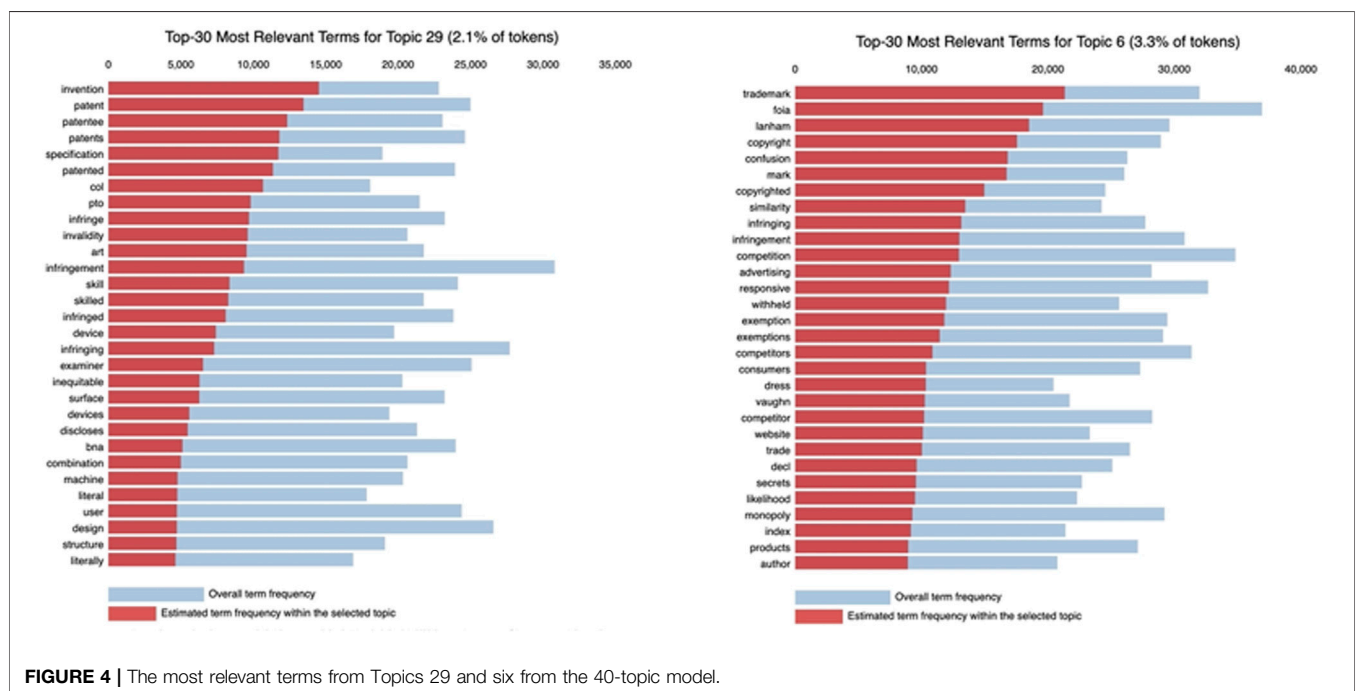 Top-30 Most Relevant Terms for Topic 29 (2.1% of tokens)
0 5,000 10,000 15,000 20,000 25,000 30,000 35,000
invention
patent
patentee
patents
specification
patented
col
pto
infringe
invalidity
art
infringement
skill
skilled
infringed
device
infringing
examiner
inequitable
surface
devices
discloses
bna
combination
machine
literal
user
design
structure
literally
Overall term frequency
Estimated term frequency within the selected topic
Top-30 Most Relevant Terms for Topic 6 (3.3% of tokens)
0 10,000 20,000 30,000 40,000
trademark
foia
lanham
copyright
confusion
mark
copyrighted
similarity
infringing
infringement
competition
advertising
responsive
withheld
exemption
exemptions
competitors
consumers
dress
vaughn
competitor
website
trade
decl
secrets
likelihood
monopoly
index
products
author
Overall term frequency
Estimated term frequency within the selected topic
FIGURE 4 | The most relevant terms from Topics 29 and six from the 40-topic model.